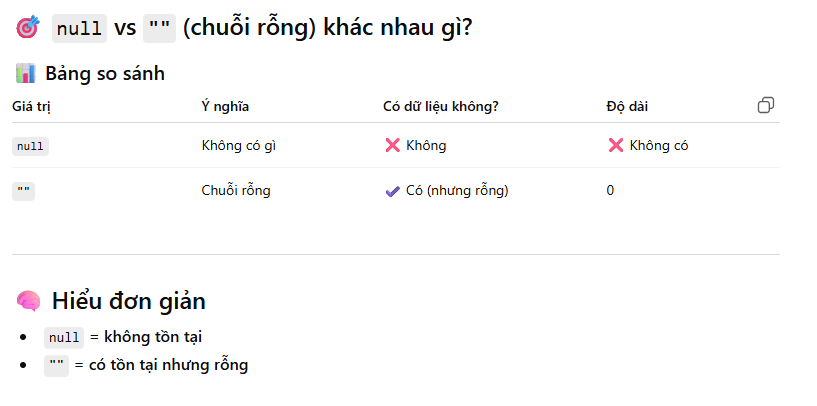 🎯 null vs "" (chuỗi rỗng) khác nhau gì?
📊 Bảng so sánh
Giá trị Ý nghĩa Có dữ liệu không? Độ dài
null Không có gì ❌ Không ❌ Không có
"" Chuỗi rỗng ✔️ Có (nhưng rỗng) 0
🧠 Hiểu đơn giản
• null = không tồn tại
• "" = có tồn tại nhưng rỗng